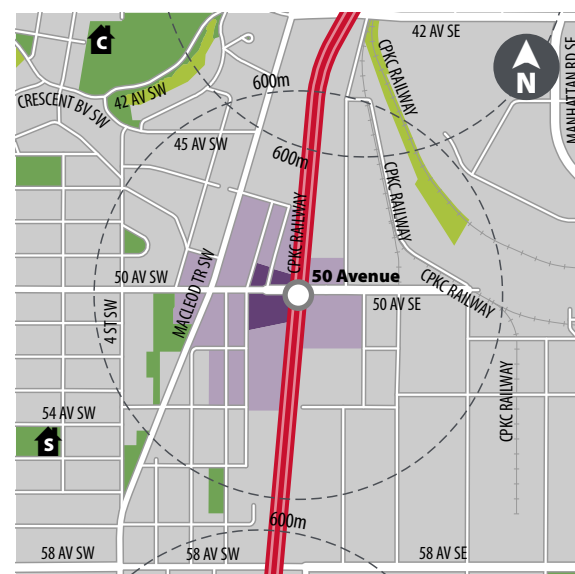 42 AV SE
C
N
CPKC RAILWAY
MANHATTAN RD SE
600m
42 AV SW
CRESCENT BV SW
45 AV SW
600m
CPKC RAILWAY
CPKC RAILWAY
MACLEOD TR SW
50 AV SW
50 Avenue
CPKC RAILWAY
50 AV SE
4 ST SW
CPKC RAILWAY
54 AV SW
S
600m
58 AV SW
58 AV SW
58 AV SE